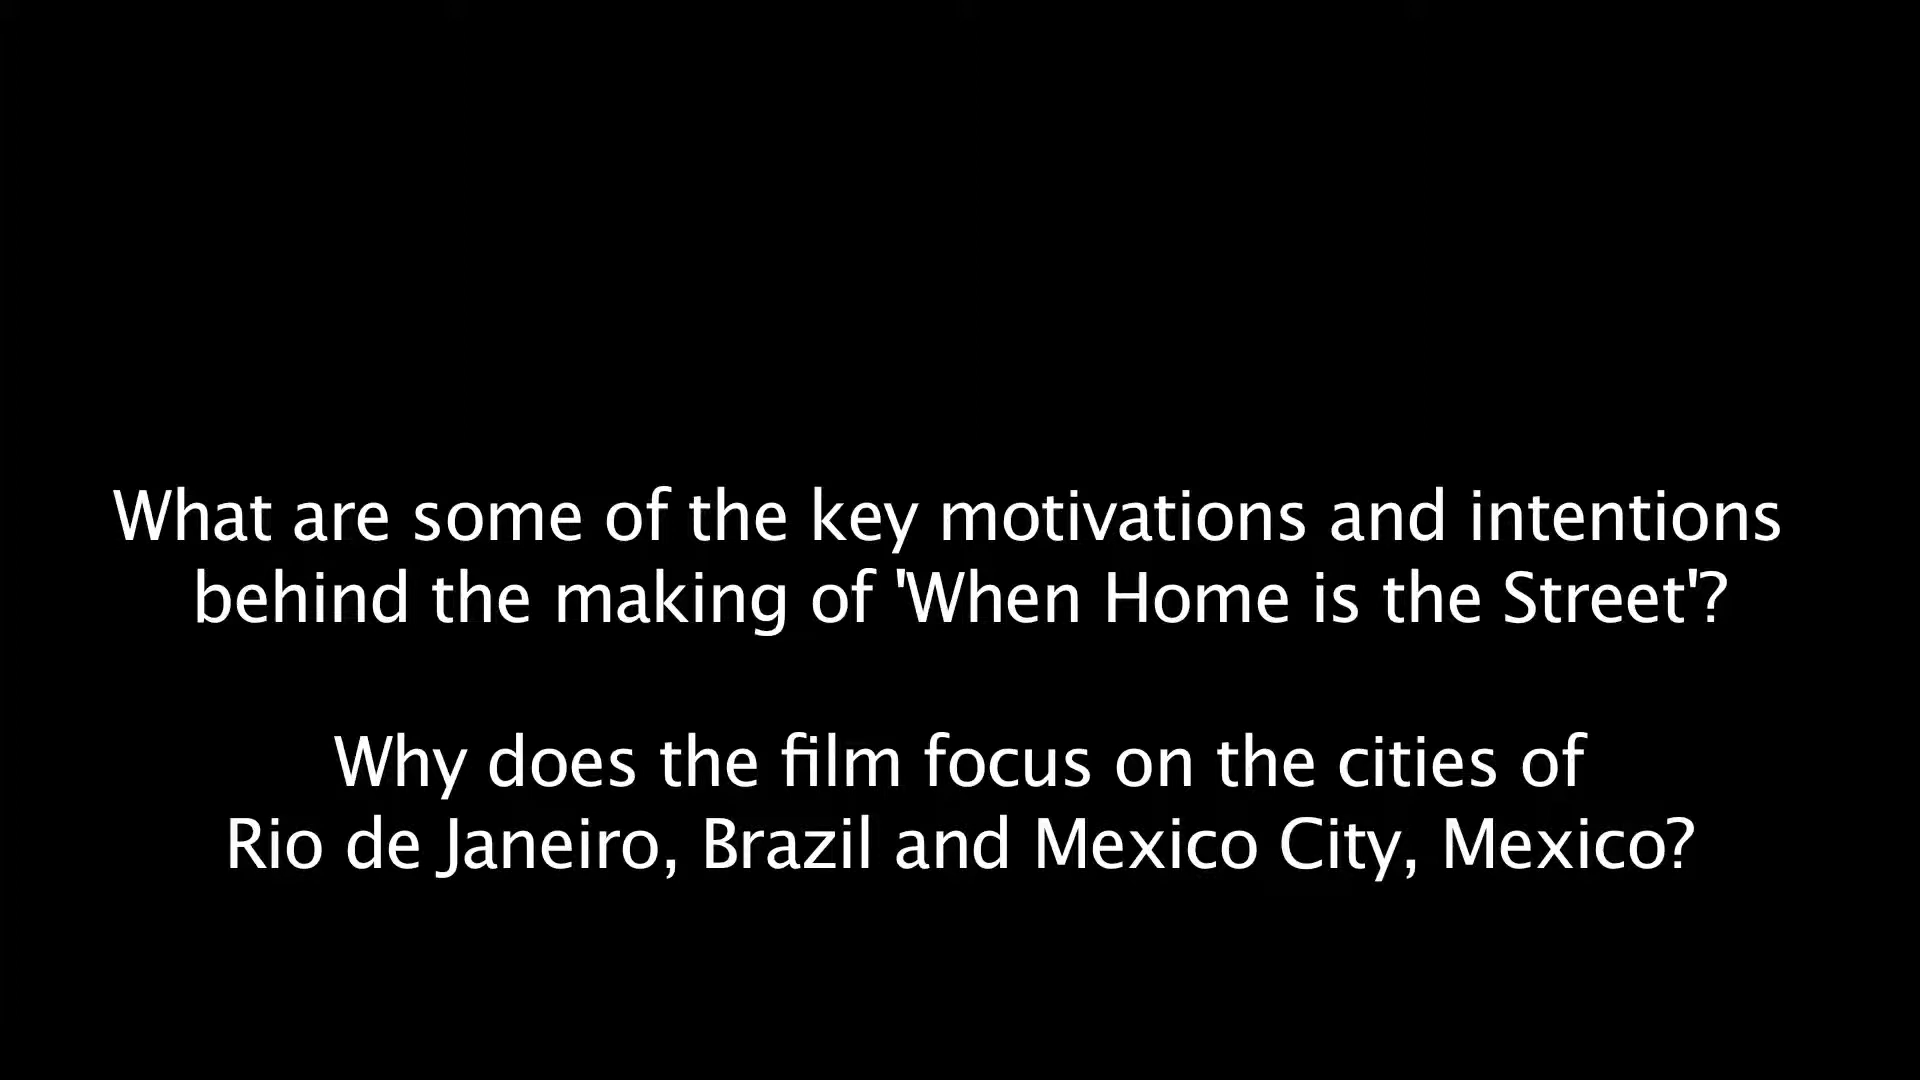 What are some of the key motivations and intentions
behind the making of 'When Home is the Street'?
Why does the film focus on the cities of
Rio de Janeiro, Brazil and Mexico City, Mexico?